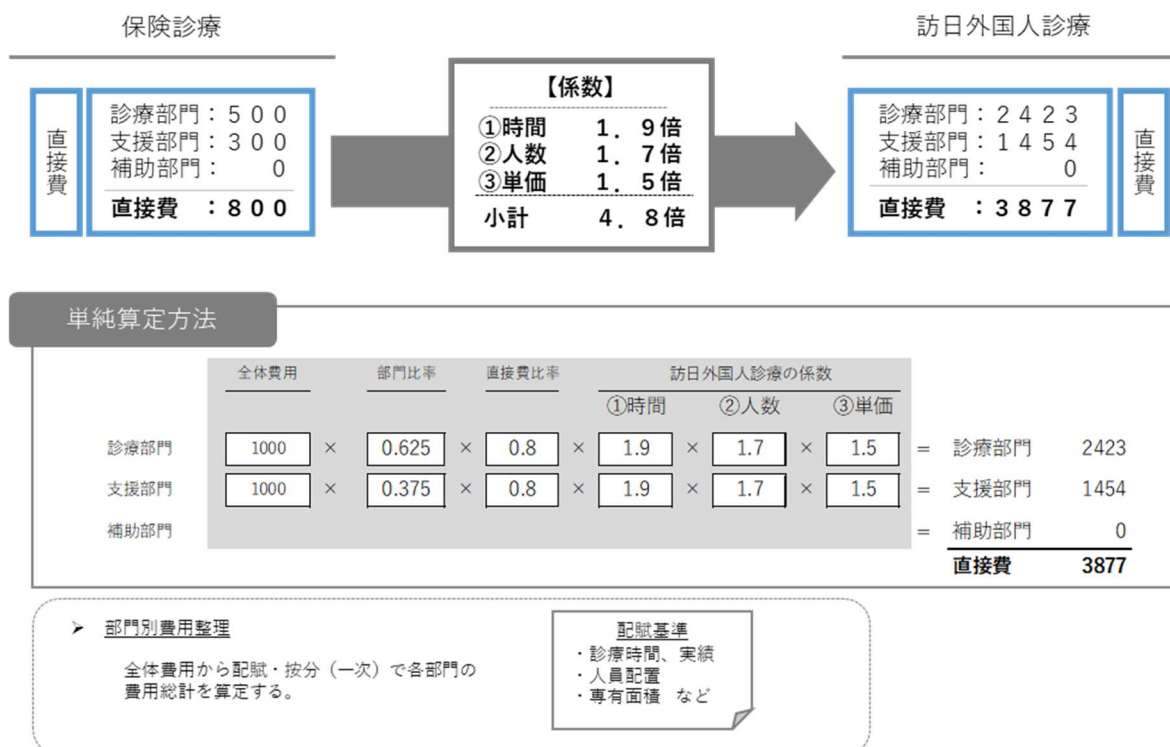 保険診療
訪日外国人診療
直接費
診療部門：５００
支援部門：３００
補助部門：　　０
直接費　：８００
【係数】
①時間　１．９倍
②人数　１．７倍
③単価　１．５倍
小計　４．８倍
診療部門：２４２３
支援部門：１４５４
補助部門：　　　０
直接費　：３８７７
直接費
単純算定方法
全体費用　部門比率　直接費比率　訪日外国人診療の係数
①時間　②人数　③単価
診療部門 1000 × 0.625 × 0.8 × 1.9 × 1.7 × 1.5 = 診療部門 2423
支援部門 1000 × 0.375 × 0.8 × 1.9 × 1.7 × 1.5 = 支援部門 1454
補助部門 = 補助部門 0
直接費 3877
➢ 部門別費用整理
全体費用から配賦・按分（一次）で各部門の
費用総計を算定する。
配賦基準
・診療時間、実績
・人員配置
・専有面積　など